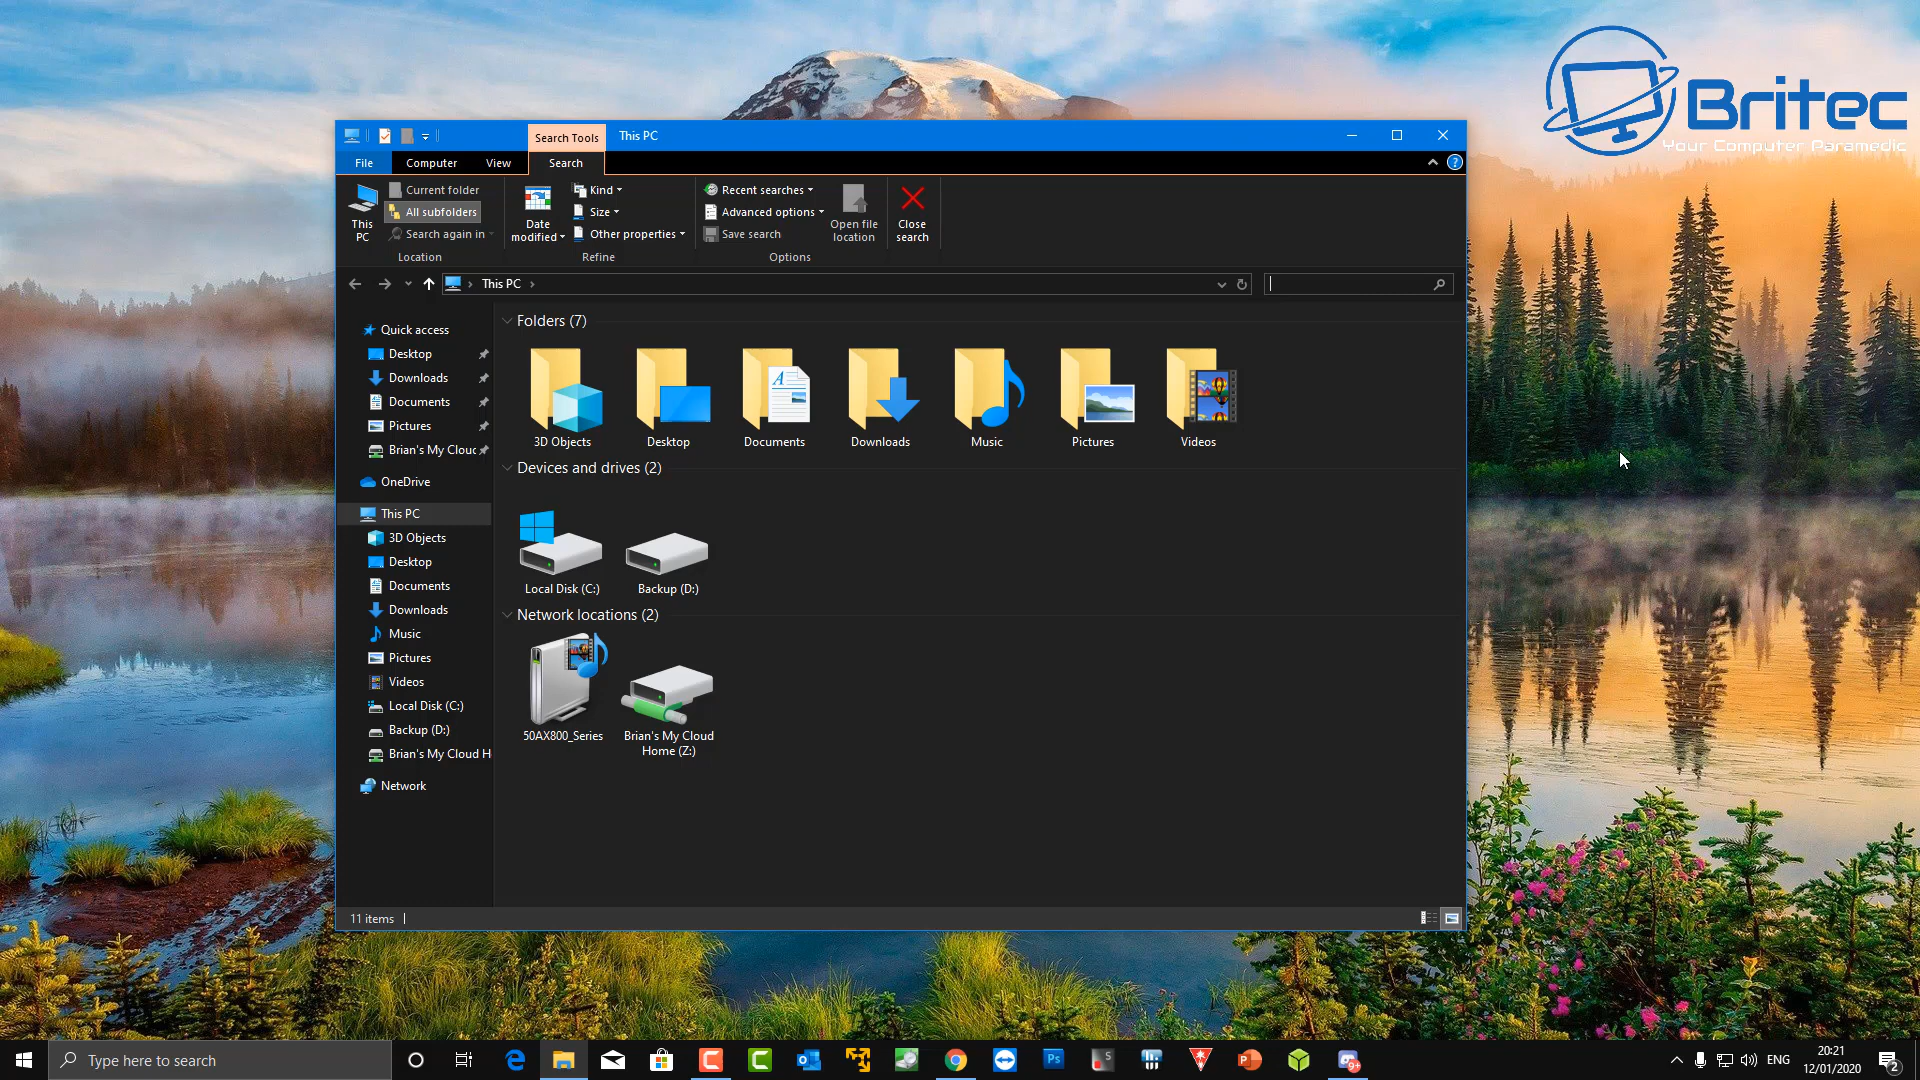 Britec
Your Computer Paramedic
Search Tools
This PC
File
Computer
View
Search
This PC
Current folder
All subfolders
Search again in
Location
Date modified
Kind
Size
Other properties
Refine
Recent searches
Advanced options
Save search
Open file location
Options
Close search
This PC
Quick access
Desktop
Downloads
Documents
Pictures
Brian's My Clouc
OneDrive
This PC
3D Objects
Desktop
Documents
Downloads
Music
Pictures
Videos
Local Disk (C:)
Backup (D:)
Brian's My Cloud H
Network
Folders (7)
3D Objects
Desktop
Documents
Downloads
Music
Pictures
Videos
Devices and drives (2)
Local Disk (C:)
Backup (D:)
Network locations (2)
50AX800_Series
Brian's My Cloud
Home (Z:)
11 items
Type here to search
Ps
ENG
20:21
12/01/2020
2